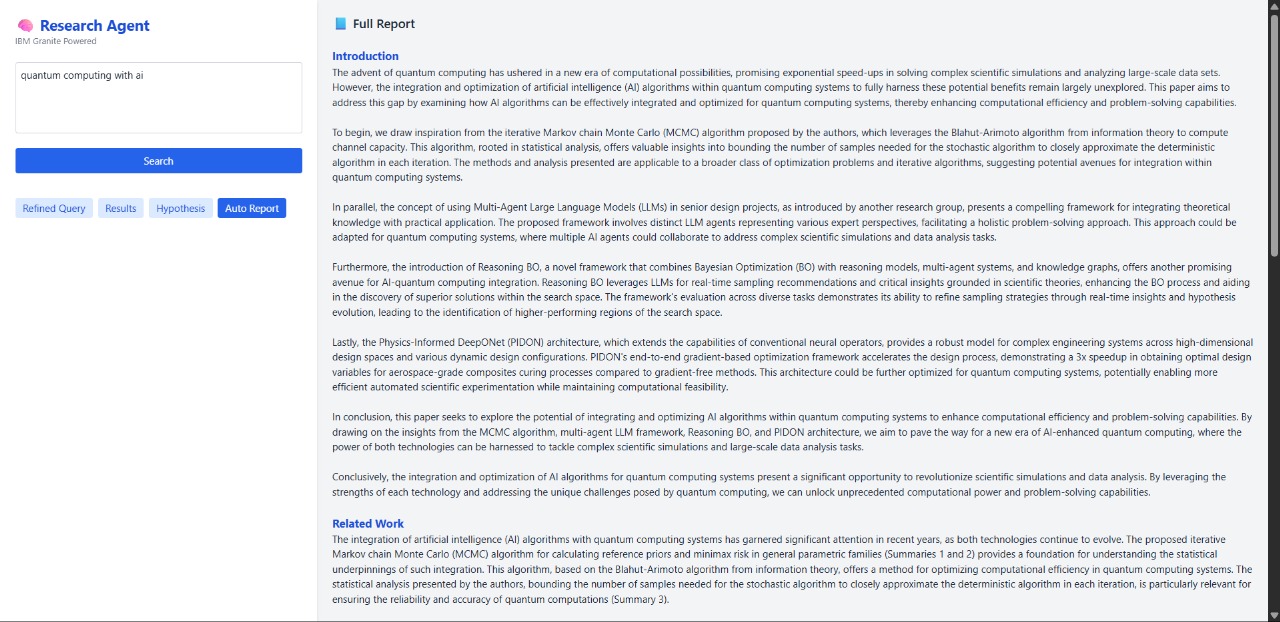 Research Agent
IBM Granite Powered
quantum computing with ai
Search
Refined Query
Results
Hypothesis
Auto Report
Full Report
Introduction
The advent of quantum computing has ushered in a new era of computational possibilities, promising exponential speed-ups in solving complex scientific simulations and analyzing large-scale data sets.
However, the integration and optimization of artificial intelligence (AI) algorithms within quantum computing systems to fully harness these potential benefits remain largely unexplored. This paper aims to
address this gap by examining how AI algorithms can be effectively integrated and optimized for quantum computing systems, thereby enhancing computational efficiency and problem-solving capabilities.
To begin, we draw inspiration from the iterative Markov chain Monte Carlo (MCMC) algorithm proposed by the authors, which leverages the Blahut-Arimoto algorithm from information theory to compute
channel capacity. This algorithm, rooted in statistical analysis, offers valuable insights into bounding the number of samples needed for the stochastic algorithm to closely approximate the deterministic
algorithm in each iteration. The methods and analysis presented are applicable to a broader class of optimization problems and iterative algorithms, suggesting potential avenues for integration within
quantum computing systems.
In parallel, the concept of using Multi-Agent Large Language Models (LLMs) in senior design projects, as introduced by another research group, presents a compelling framework for integrating theoretical
knowledge with practical application. The proposed framework involves distinct LLM agents representing various expert perspectives, facilitating a holistic problem-solving approach. This approach could be
adapted for quantum computing systems, where multiple AI agents could collaborate to address complex scientific simulations and data analysis tasks.
Furthermore, the introduction of Reasoning BO, a novel framework that combines Bayesian Optimization (BO) with reasoning models, multi-agent systems, and knowledge graphs, offers another promising
avenue for AI-quantum computing integration. Reasoning BO leverages LLMs for real-time sampling recommendations and critical insights grounded in scientific theories, enhancing the BO process and aiding
in the discovery of superior solutions within the search space. The framework's evaluation across diverse tasks demonstrates its ability to refine sampling strategies through real-time insights and hypothesis
evolution, leading to the identification of higher-performing regions of the search space.
Lastly, the Physics-Informed DeepONet (PIDON) architecture, which extends the capabilities of conventional neural operators, provides a robust model for complex engineering systems across high-dimensional
design spaces and various dynamic design configurations. PIDON's end-to-end gradient-based optimization framework accelerates the design process, demonstrating a 3x speedup in obtaining optimal design
variables for aerospace-grade composites curing processes compared to gradient-free methods. This architecture could be further optimized for quantum computing systems, potentially enabling more
efficient automated scientific experimentation while maintaining computational feasibility.
In conclusion, this paper seeks to explore the potential of integrating and optimizing AI algorithms within quantum computing systems to enhance computational efficiency and problem-solving capabilities. By
drawing on the insights from the MCMC algorithm, multi-agent LLM framework, Reasoning BO, and PIDON architecture, we aim to pave the way for a new era of AI-enhanced quantum computing, where the
power of both technologies can be harnessed to tackle complex scientific simulations and large-scale data analysis tasks.
Conclusively, the integration and optimization of AI algorithms for quantum computing systems present a significant opportunity to revolutionize scientific simulations and data analysis. By leveraging the
strengths of each technology and addressing the unique challenges posed by quantum computing, we can unlock unprecedented computational power and problem-solving capabilities.
Related Work
The integration of artificial intelligence (AI) algorithms with quantum computing systems has garnered significant attention in recent years, as both technologies continue to evolve. The proposed iterative
Markov chain Monte Carlo (MCMC) algorithm for calculating reference priors and minimax risk in general parametric families (Summaries 1 and 2) provides a foundation for understanding the statistical
underpinnings of such integration. This algorithm, based on the Blahut-Arimoto algorithm from information theory, offers a method for optimizing computational efficiency in quantum computing systems. The
statistical analysis presented by the authors, bounding the number of samples needed for the stochastic algorithm to closely approximate the deterministic algorithm in each iteration, is particularly relevant for
ensuring the reliability and accuracy of quantum computations (Summary 3).